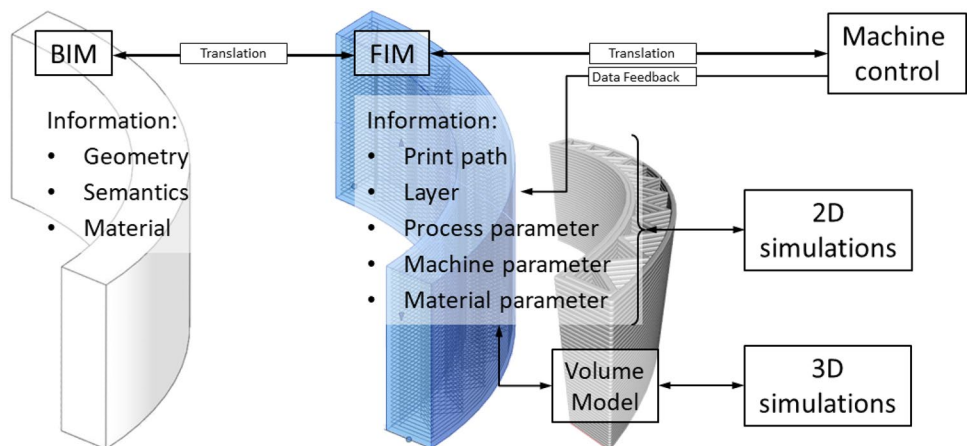 BIM
Translation
FIM
Translation
Data Feedback
Machine
control
Information:
• Geometry
• Semantics
• Material
Information:
• Print path
• Layer
• Process parameter
• Machine parameter
• Material parameter
2D
simulations
Volume
Model
3D
simulations